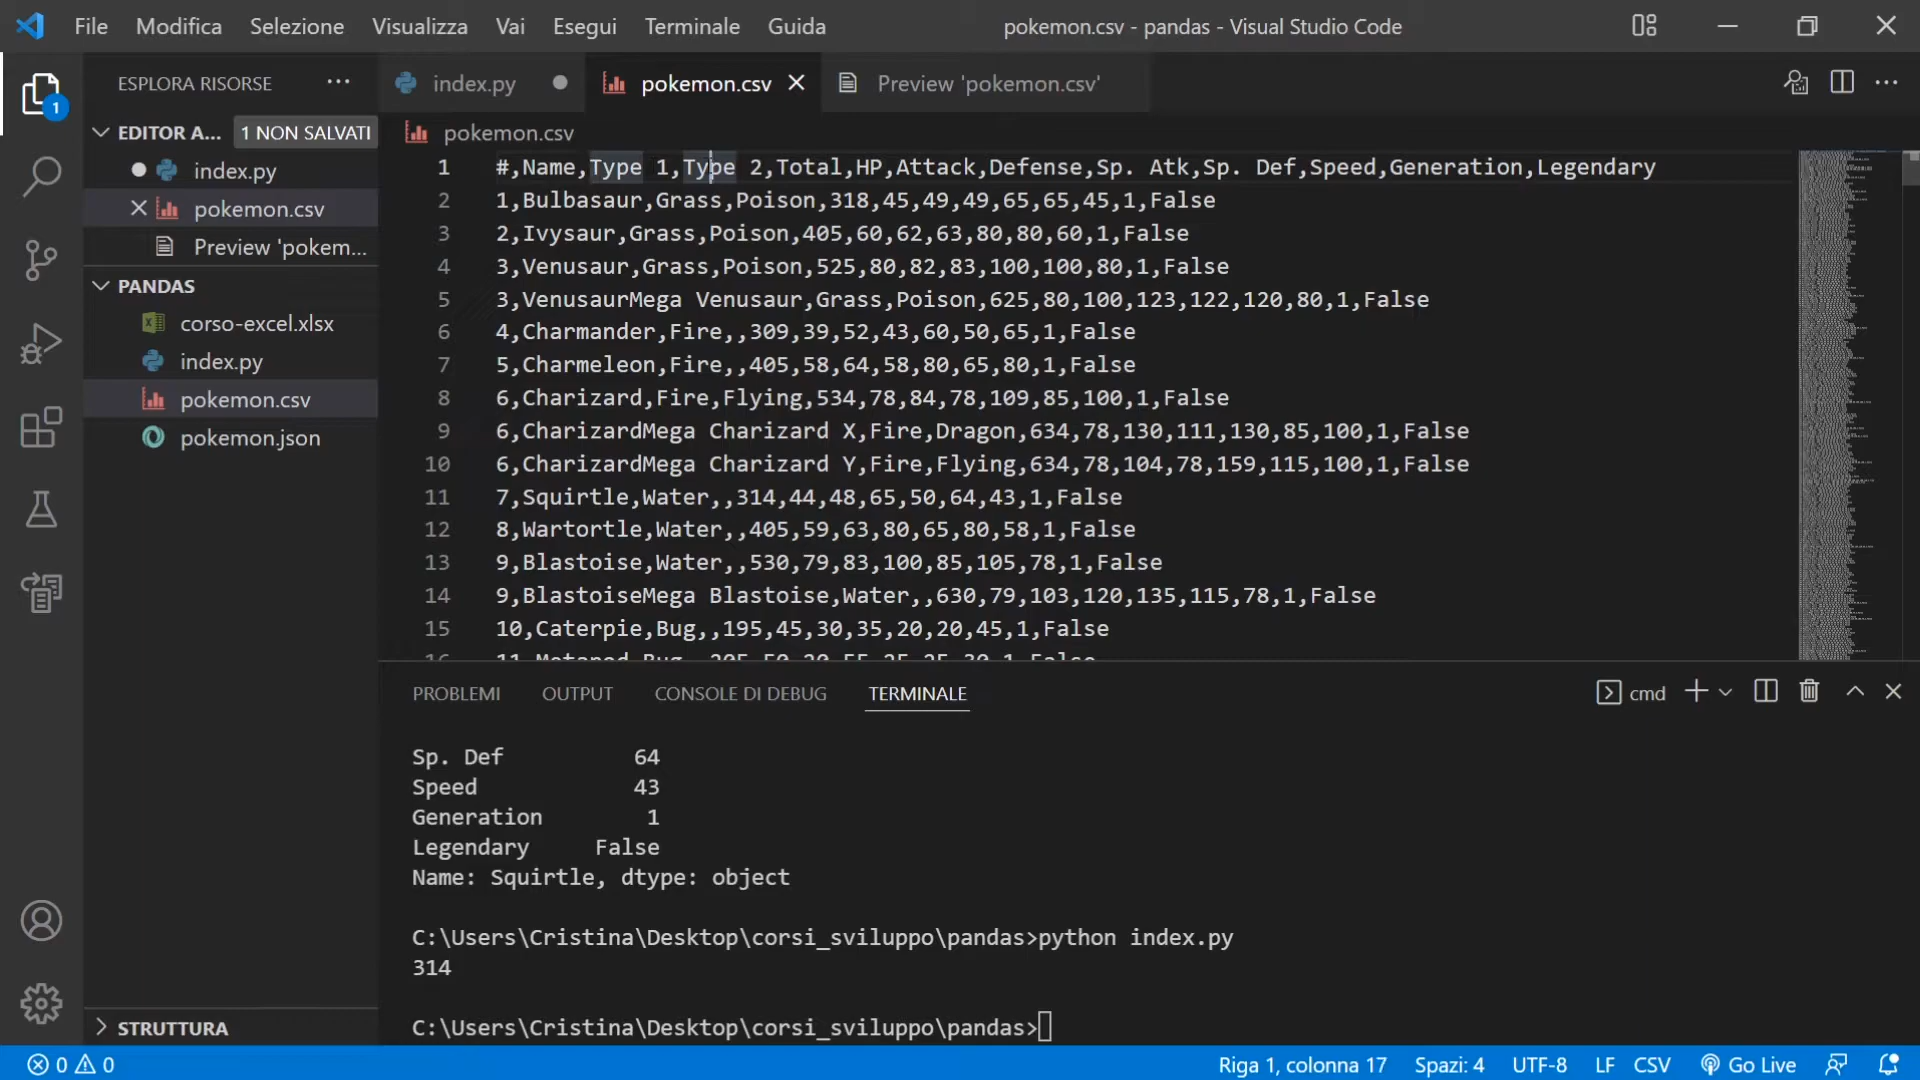 File Modifica Selezione Visualizza Vai Esegui Terminale Guida pokemon.csv - pandas - Visual Studio Code
ESPLORA RISORSE
index.py pokemon.csv Preview 'pokemon.csv'
EDITOR A... 1 NON SALVATI
index.py
pokemon.csv
Preview 'pokem...
PANDAS
corso-excel.xlsx
index.py
pokemon.csv
pokemon.json
STRUTTURA
1
pokemon.csv
1 #,Name,Type 1,Type 2,Total,HP,Attack,Defense,Sp. Atk,Sp. Def,Speed,Generation,Legendary
2 1,Bulbasaur,Grass,Poison,318,45,49,49,65,65,45,1,False
3 2,Ivysaur,Grass,Poison,405,60,62,63,80,80,60,1,False
4 3,Venusaur,Grass,Poison,525,80,82,83,100,100,80,1,False
5 3,VenusaurMega Venusaur,Grass,Poison,625,80,100,123,122,120,80,1,False
6 4,Charmander,Fire,,309,39,52,43,60,50,65,1,False
7 5,Charmeleon,Fire,,405,58,64,58,80,65,80,1,False
8 6,Charizard,Fire,Flying,534,78,84,78,109,85,100,1,False
9 6,CharizardMega Charizard X,Fire,Dragon,634,78,130,111,130,85,100,1,False
10 6,CharizardMega Charizard Y,Fire,Flying,634,78,104,78,159,115,100,1,False
11 7,Squirtle,Water,,314,44,48,65,50,64,43,1,False
12 8,Wartortle,Water,,405,59,63,80,65,80,58,1,False
13 9,Blastoise,Water,,530,79,83,100,85,105,78,1,False
14 9,BlastoiseMega Blastoise,Water,,630,79,103,120,135,115,78,1,False
15 10,Caterpie,Bug,,195,45,30,35,20,20,45,1,False
16 11,Metapod,Bug,,205,50,20,55,25,25,30,1,False
PROBLEMI OUTPUT CONSOLE DI DEBUG TERMINALE cmd
Sp. Def 64
Speed 43
Generation 1
Legendary False
Name: Squirtle, dtype: object
C:\Users\Cristina\Desktop\corsi_sviluppo\pandas>python index.py
314
C:\Users\Cristina\Desktop\corsi_sviluppo\pandas>
0 0 Riga 1, colonna 17 Spazi: 4 UTF-8 LF CSV Go Live